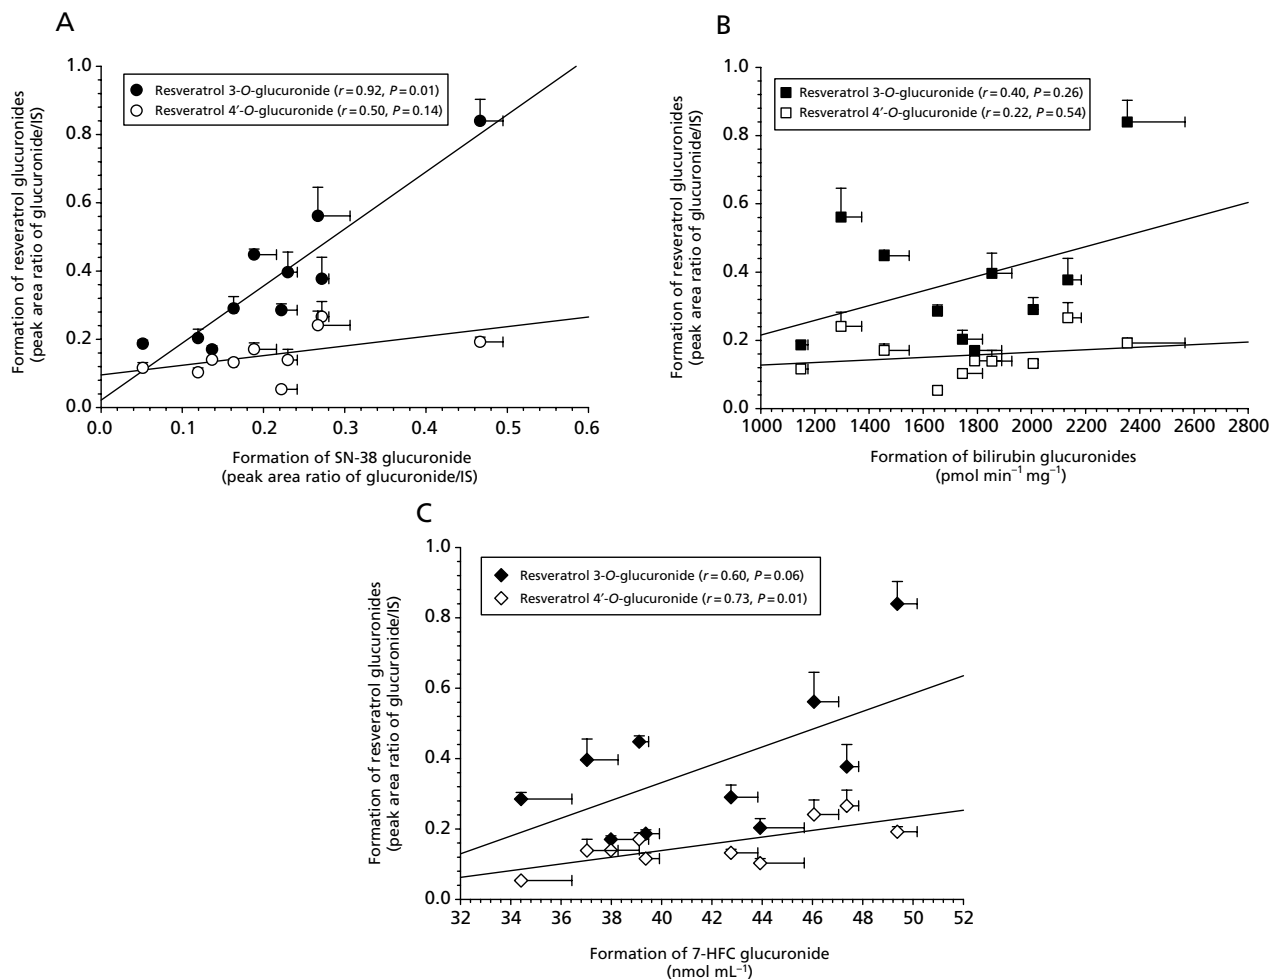 A
Formation of resveratrol glucuronides
(peak area ratio of glucuronide/IS)
1.0
0.8
0.6
0.4
0.2
0.0
Resveratrol 3-O-glucuronide (r = 0.92, P = 0.01)
Resveratrol 4′-O-glucuronide (r = 0.50, P = 0.14)
0.0 0.1 0.2 0.3 0.4 0.5 0.6
Formation of SN-38 glucuronide
(peak area ratio of glucuronide/IS)
B
Formation of resveratrol glucuronides
(peak area ratio of glucuronide/IS)
1.0
0.8
0.6
0.4
0.2
0.0
Resveratrol 3-O-glucuronide (r = 0.40, P = 0.26)
Resveratrol 4′-O-glucuronide (r = 0.22, P = 0.54)
1000 1200 1400 1600 1800 2000 2200 2400 2600 2800
Formation of bilirubin glucuronides
(pmol min⁻¹ mg⁻¹)
C
Formation of resveratrol glucuronides
(peak area ratio of glucuronide/IS)
1.0
0.8
0.6
0.4
0.2
0.0
Resveratrol 3-O-glucuronide (r = 0.60, P = 0.06)
Resveratrol 4′-O-glucuronide (r = 0.73, P = 0.01)
32 34 36 38 40 42 44 46 48 50 52
Formation of 7-HFC glucuronide
(nmol mL⁻¹)